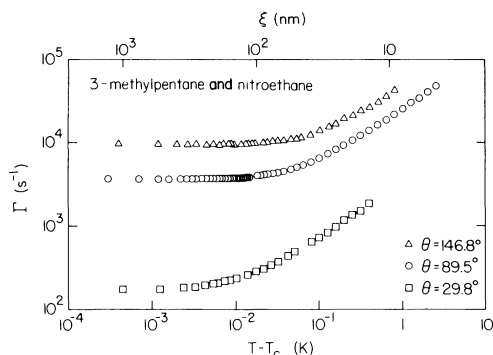 ξ (nm)
10³ 10² 10
10⁵
3-methylpentane and nitroethane
10⁴
Γ (s⁻¹)
10³
△ θ=146.8°
○ θ=89.5°
□ θ=29.8°
10²
10⁻⁴ 10⁻³ 10⁻² 10⁻¹ 1 10
T-T_c (K)